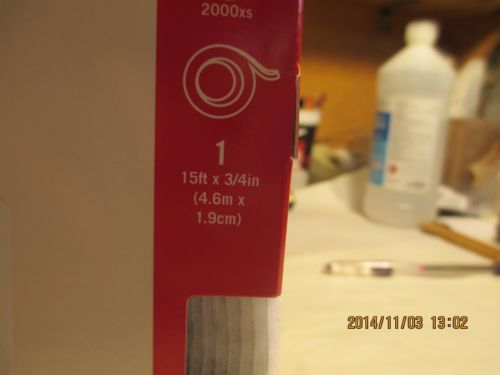 2000xs
1
15ft x 3/4in
(4.6m x
1.9cm)
2014/11/03 13:02